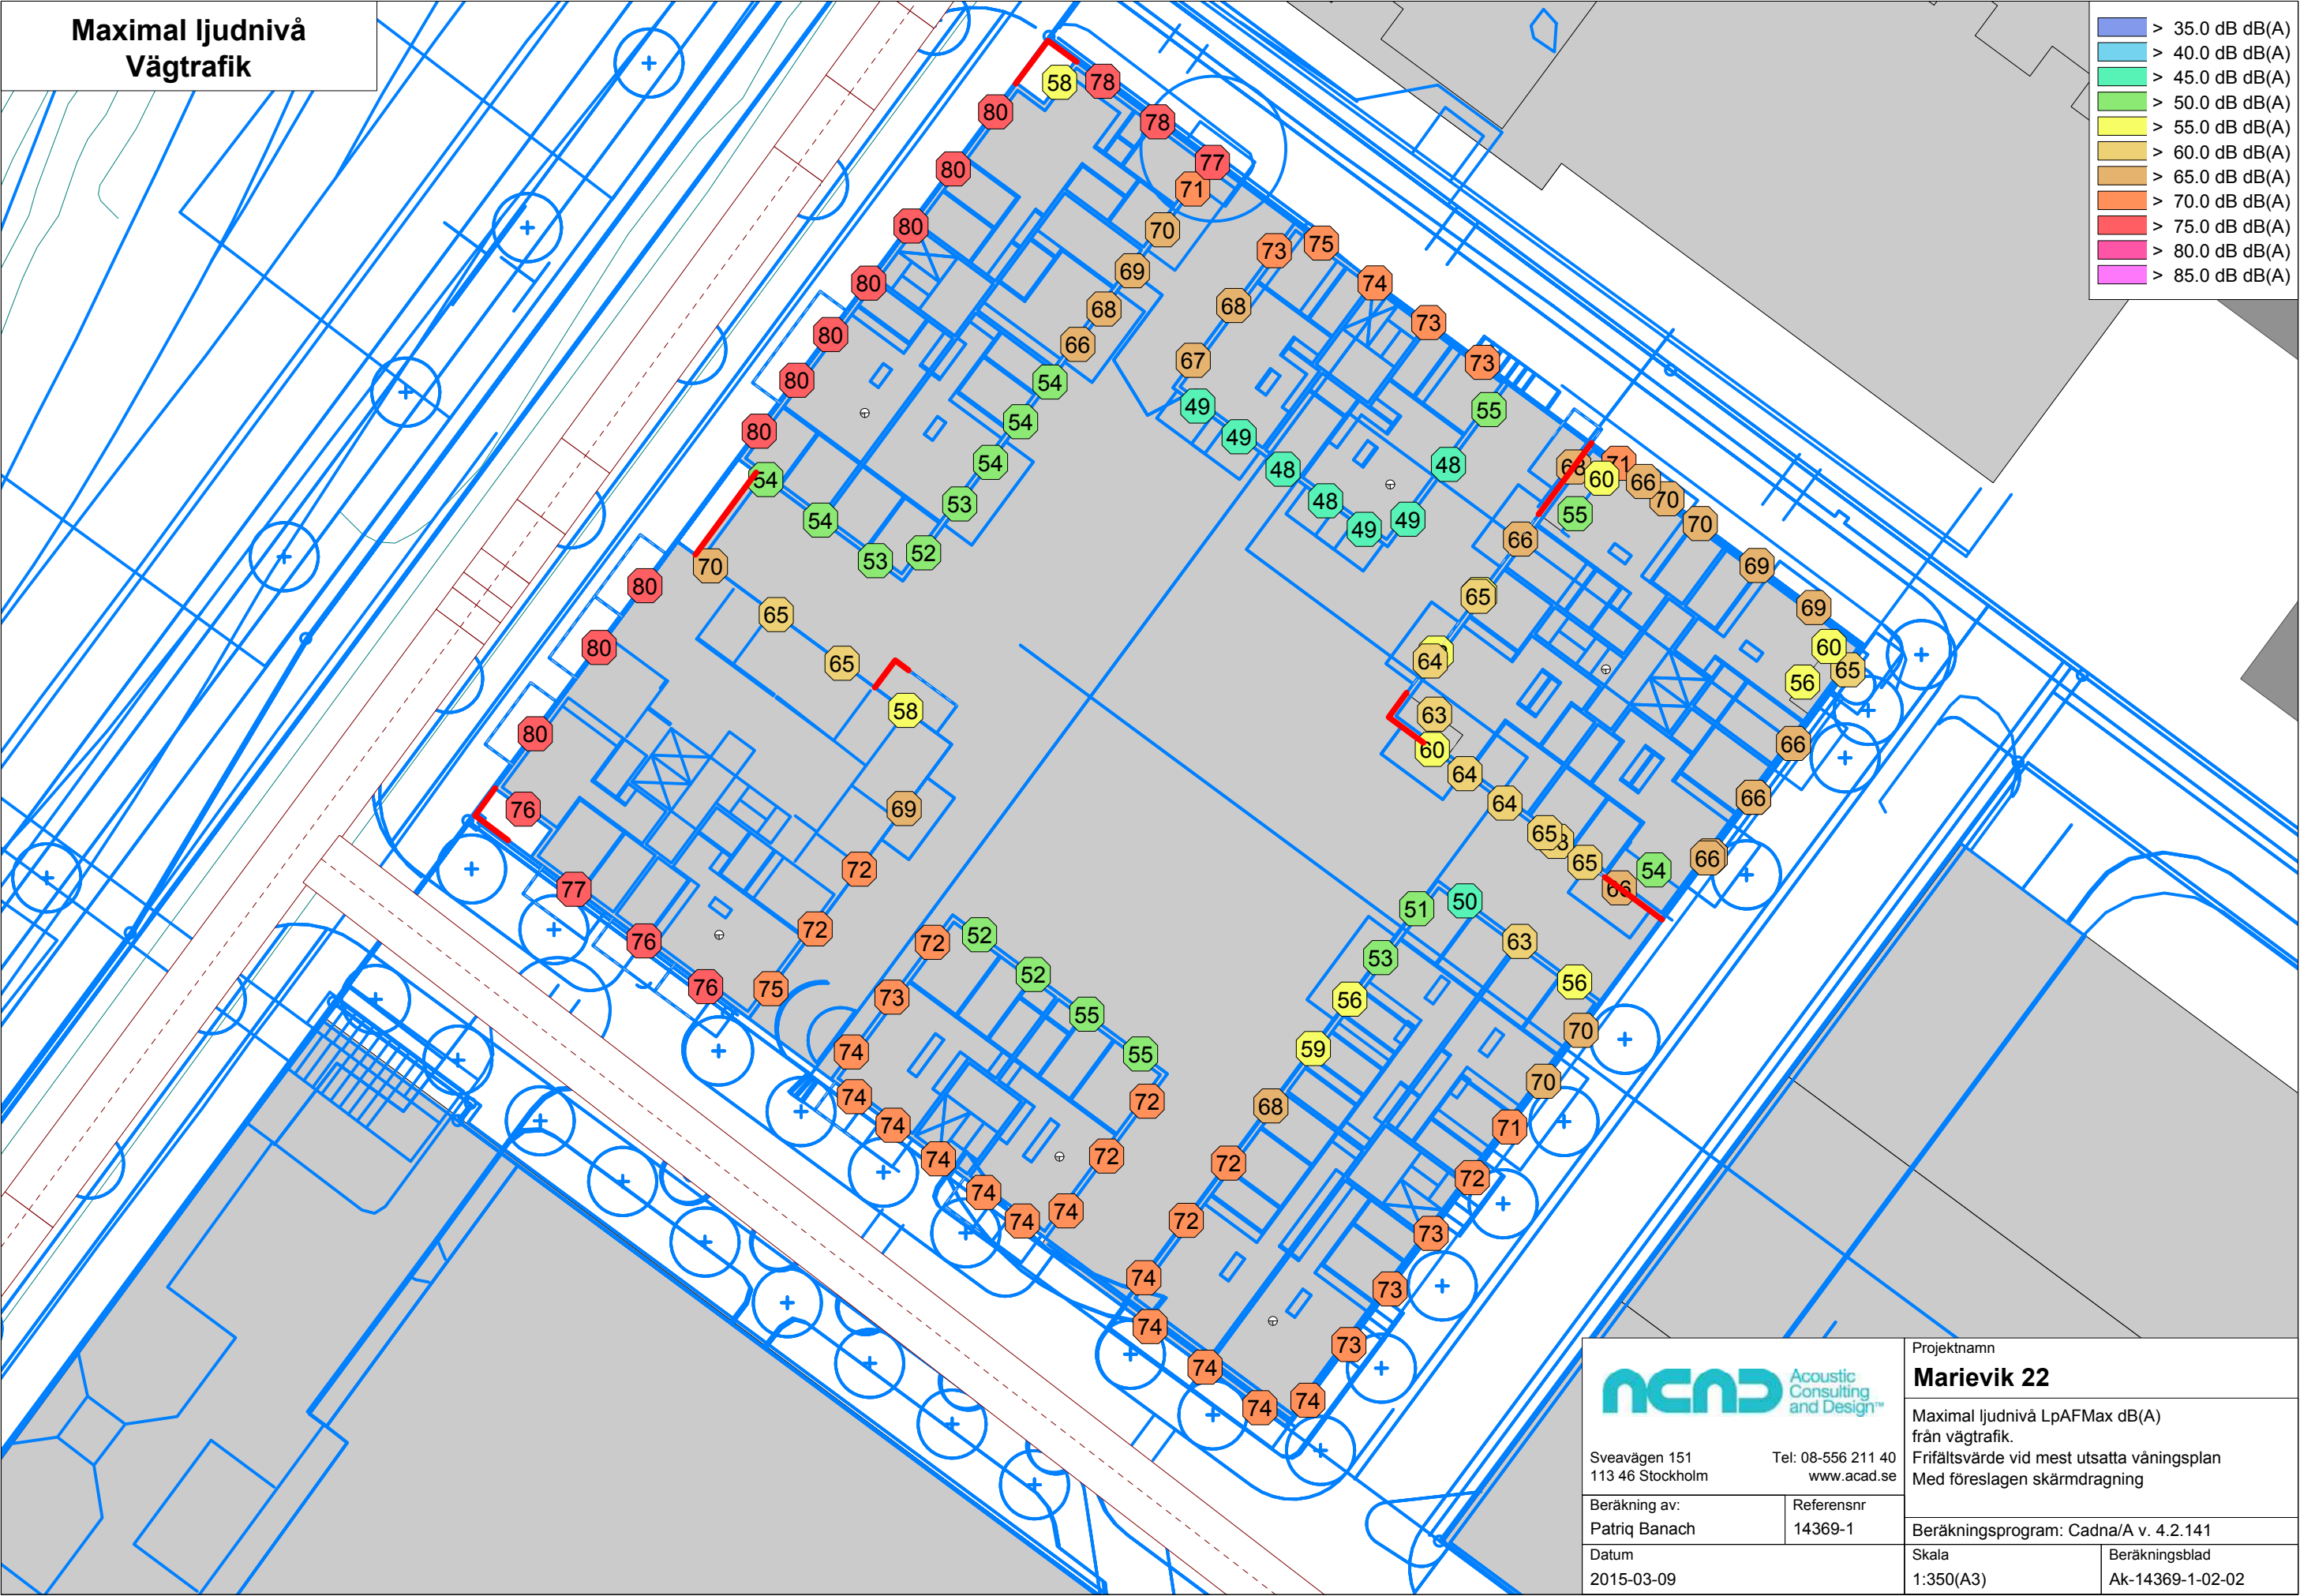 Maximal ljudnivå
Vägtrafik
> 35.0 dB dB(A)
> 40.0 dB dB(A)
> 45.0 dB dB(A)
> 50.0 dB dB(A)
> 55.0 dB dB(A)
> 60.0 dB dB(A)
> 65.0 dB dB(A)
> 70.0 dB dB(A)
> 75.0 dB dB(A)
> 80.0 dB dB(A)
> 85.0 dB dB(A)
58 78
80 78
80 77
71
80 70
73 75
80 69 74
68 68
80 66 73
67 73
80 54
49 55
80 54 49
54 48 48
54 53 48
54 49 49
53 52
68 71
60 66 70
55 70
66 69
70
80 65 65 69
65 80 64
60 65
56
58 63
80 60 66
64
76 69 64 66
65
72 65 66
77 54
66
76 72 72 52 51 50 63
76 75 73 52 53 56
74 55 56
74 55 59 70
74 72 68 70
74 72 72 71
74 74 72 72
74 73
74 73
74 73
74
74 74
acad
Acoustic
Consulting
and Design™
Sveavägen 151
113 46 Stockholm
Tel: 08-556 211 40
www.acad.se
Beräkning av:
Patriq Banach
Referensnr
14369-1
Datum
2015-03-09
Projektnamn
Marievik 22
Maximal ljudnivå LpAFMax dB(A)
från vägtrafik.
Frifältsvärde vid mest utsatta våningsplan
Med föreslagen skärmdragning
Beräkningsprogram: Cadna/A v. 4.2.141
Skala
1:350(A3)
Beräkningsblad
Ak-14369-1-02-02